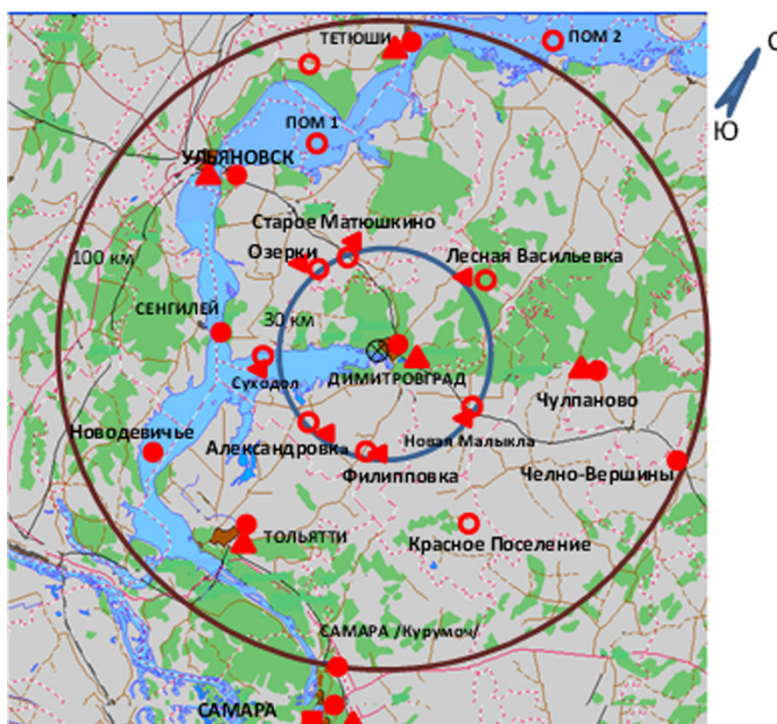 ТЕТЮШИ
ПОМ 2
С
Ю
ПОМ 1
УЛЬЯНОВСК
Старое Матюшкино
Озерки
Лесная Васильевка
100 км
СЕНГИЛЕЙ
30 км
Суходол
ДИМИТРОВГРАД
Чулпаново
Новодевичье
Александровка
Новая Малыкла
Филипповка
Челно-Вершины
ТОЛЬЯТТИ
Красное Поселение
САМАРА /Курумоч/
САМАРА